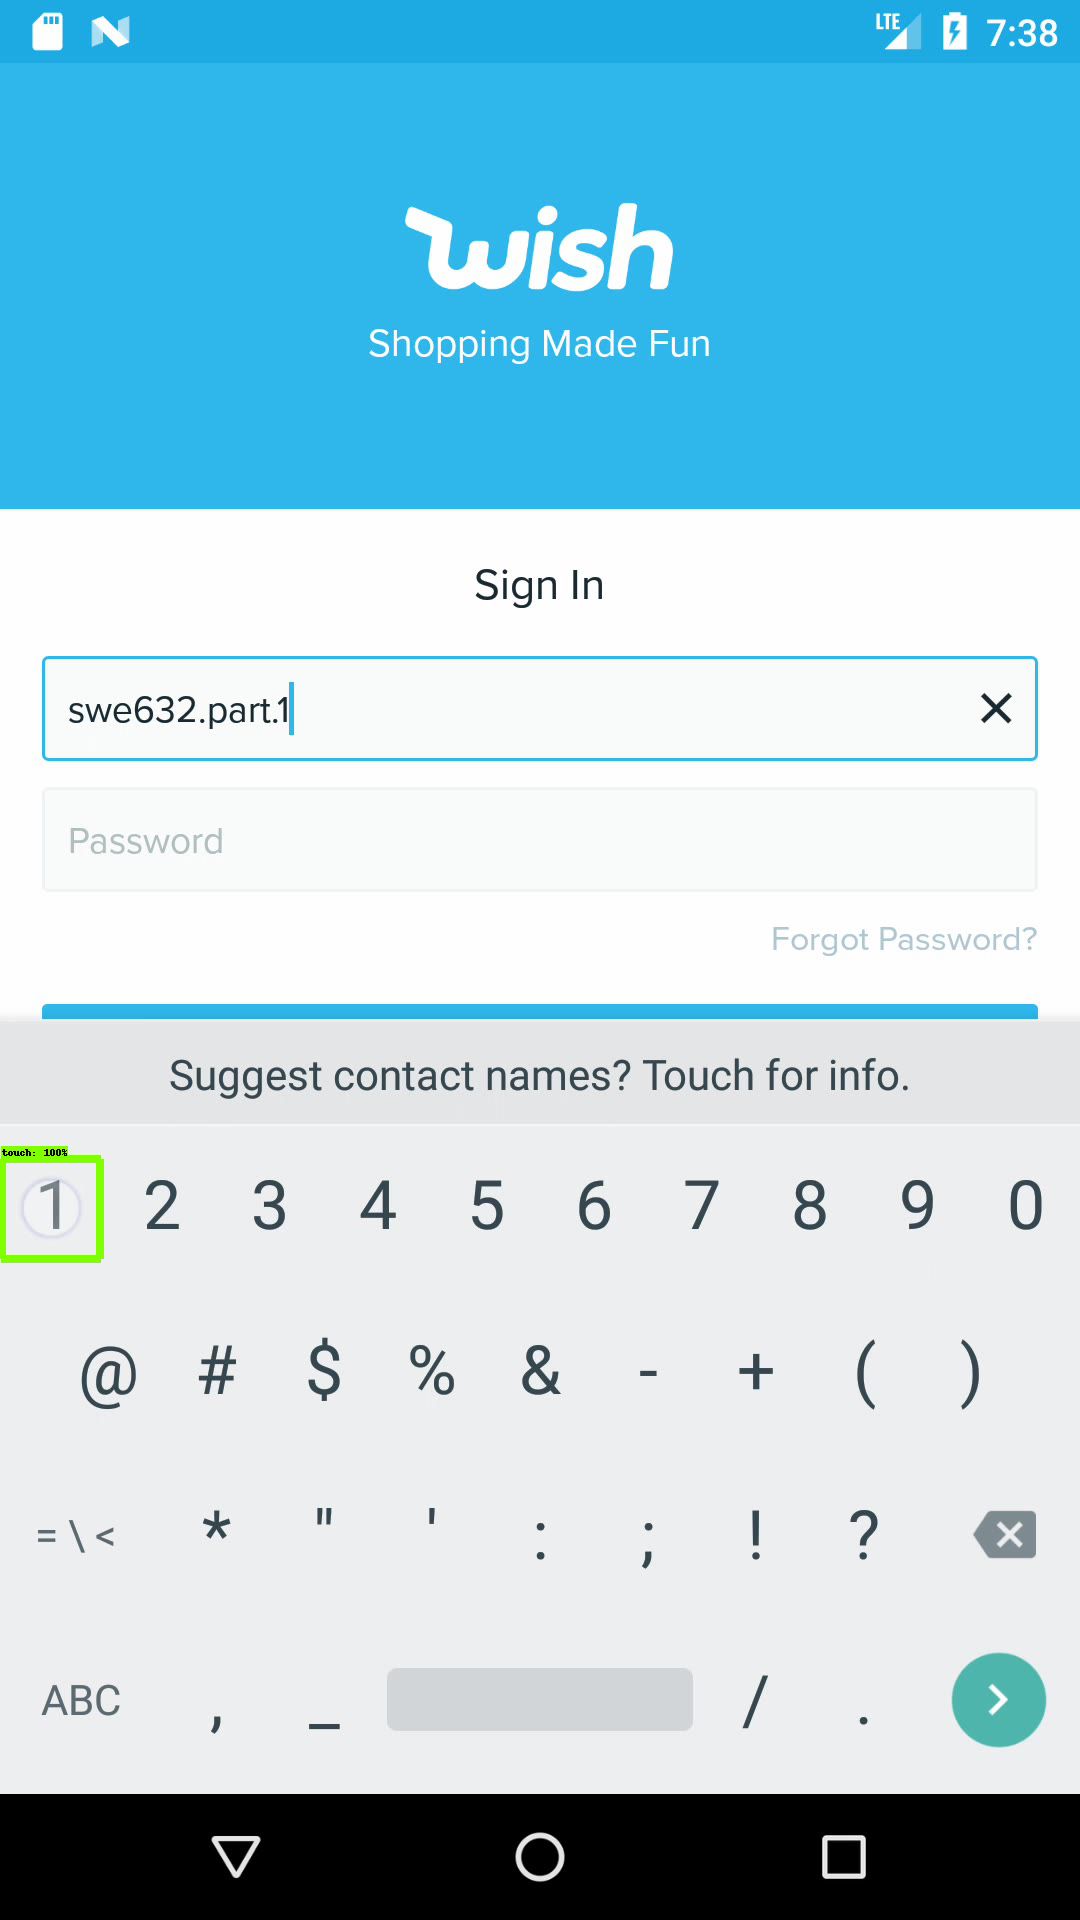 LTE 7:38
wish
Shopping Made Fun
Sign In
swe632.part.1
Password
Forgot Password?
Suggest contact names? Touch for info.
touch: 100%
1 2 3 4 5 6 7 8 9 0
@ # $ % & - + ( )
= \ < * " ' : ; ! ?
ABC , _ / .